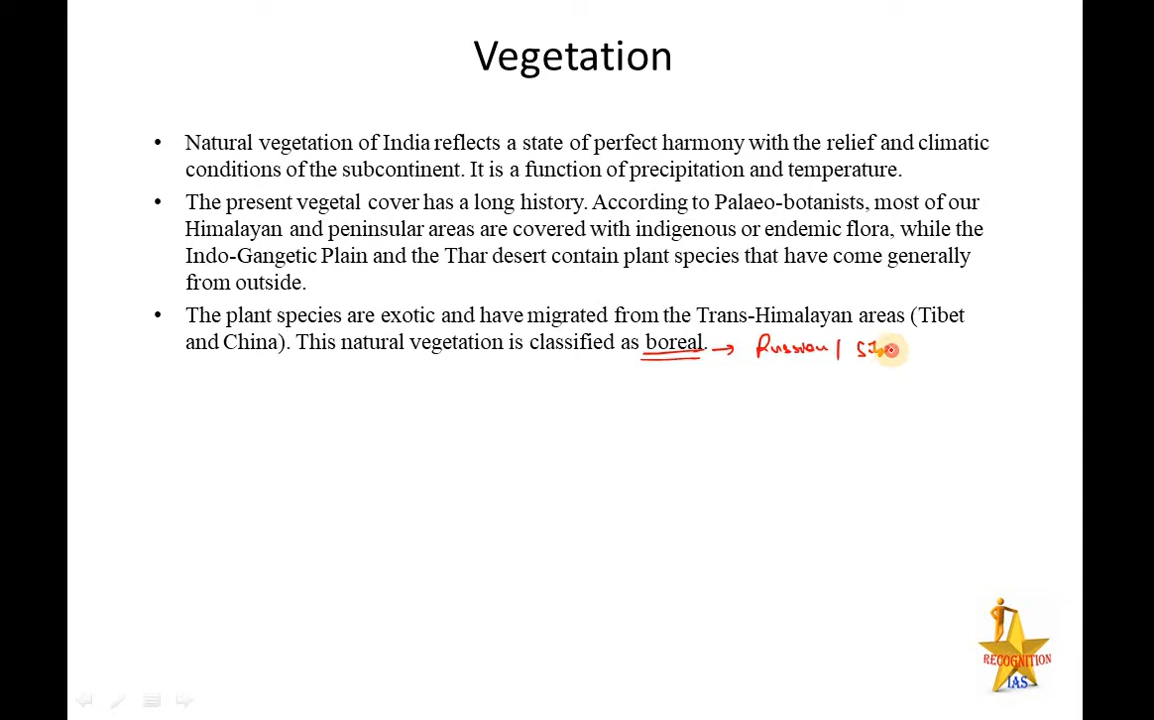 Vegetation
• Natural vegetation of India reflects a state of perfect harmony with the relief and climatic
conditions of the subcontinent. It is a function of precipitation and temperature.
• The present vegetal cover has a long history. According to Palaeo-botanists, most of our
Himalayan and peninsular areas are covered with indigenous or endemic flora, while the
Indo-Gangetic Plain and the Thar desert contain plant species that have come generally
from outside.
• The plant species are exotic and have migrated from the Trans-Himalayan areas (Tibet
and China). This natural vegetation is classified as boreal. → Russian |
RECOGNITION
IAS